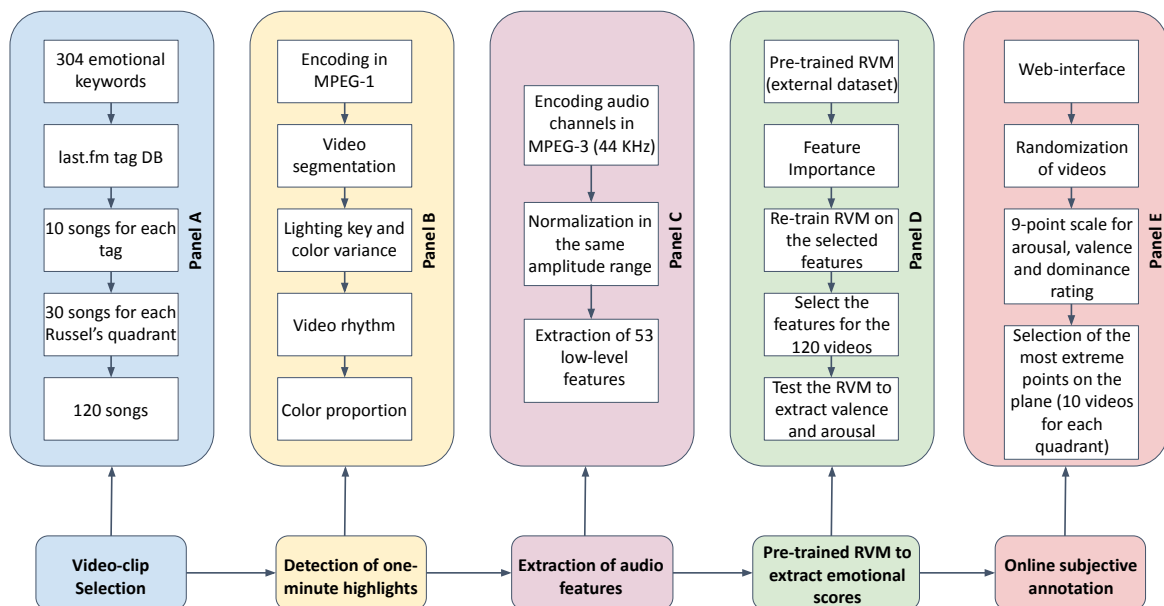 304 emotional
keywords
last.fm tag DB
10 songs for each
tag
30 songs for each
Russel's quadrant
120 songs
Panel A
Encoding in
MPEG-1
Video
segmentation
Lighting key and
color variance
Video rhythm
Color proportion
Panel B
Encoding audio
channels in
MPEG-3 (44 KHz)
Normalization in
the same
amplitude range
Extraction of 53
low-level
features
Panel C
Pre-trained RVM
(external dataset)
Feature
Importance
Re-train RVM on
the selected
features
Select the
features for the
120 videos
Test the RVM to
extract valence
and arousal
Panel D
Web-interface
Randomization
of videos
9-point scale for
arousal, valence
and dominance
rating
Selection of the
most extreme
points on the
plane (10 videos
for each
quadrant)
Panel E
Video-clip
Selection
Detection of one-
minute highlights
Extraction of audio
features
Pre-trained RVM to
extract emotional
scores
Online subjective
annotation